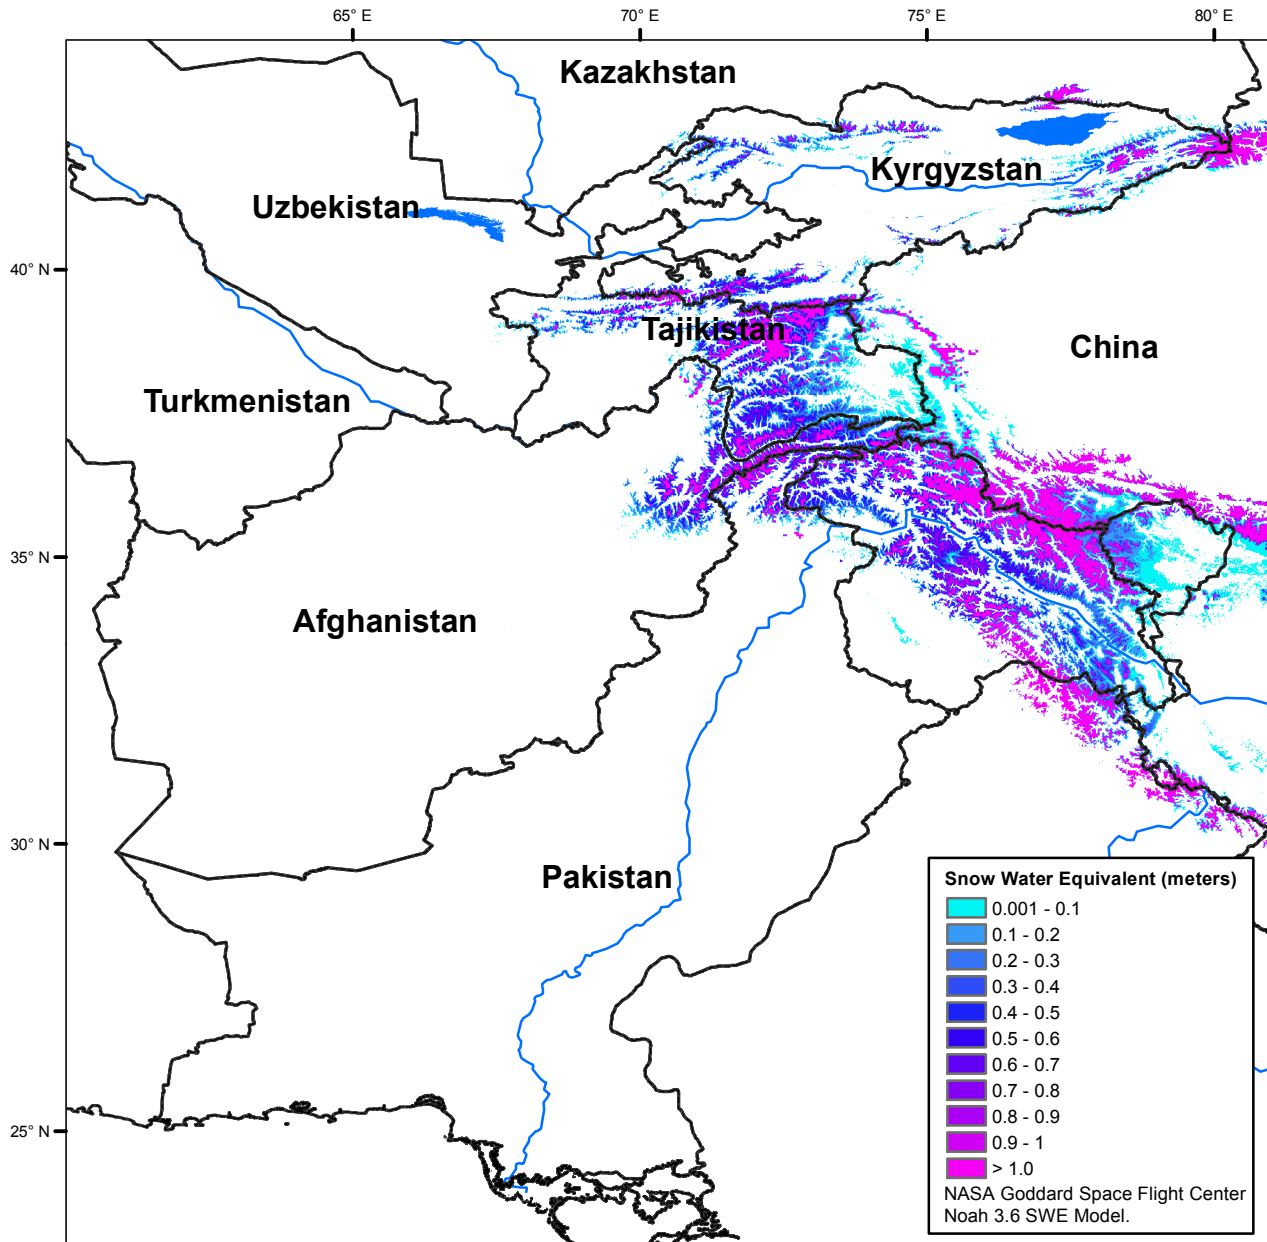 65° E
70° E
75° E
80° E
Kazakhstan
Kyrgyzstan
Uzbekistan
40° N
Tajikistan
China
Turkmenistan
35° N
Afghanistan
30° N
Pakistan
25° N
Snow Water Equivalent (meters)
0.001 - 0.1
0.1 - 0.2
0.2 - 0.3
0.3 - 0.4
0.4 - 0.5
0.5 - 0.6
0.6 - 0.7
0.7 - 0.8
0.8 - 0.9
0.9 - 1
> 1.0
NASA Goddard Space Flight Center
Noah 3.6 SWE Model.